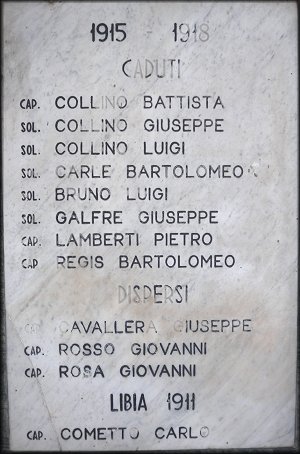 1915 - 1918
CADUTI
CAP. COLLINO BATTISTA
SOL. COLLINO GIUSEPPE
SOL. COLLINO LUIGI
SOL. CARLE BARTOLOMEO
SOL. BRUNO LUIGI
SOL. GALFRE GIUSEPPE
CAP. LAMBERTI PIETRO
CAP REGIS BARTOLOMEO
DISPERSI
CAVALLERA GIUSEPPE
CAP. ROSSO GIOVANNI
CAP. ROSA GIOVANNI
LIBIA 1911
CAP. COMETTO CARLO